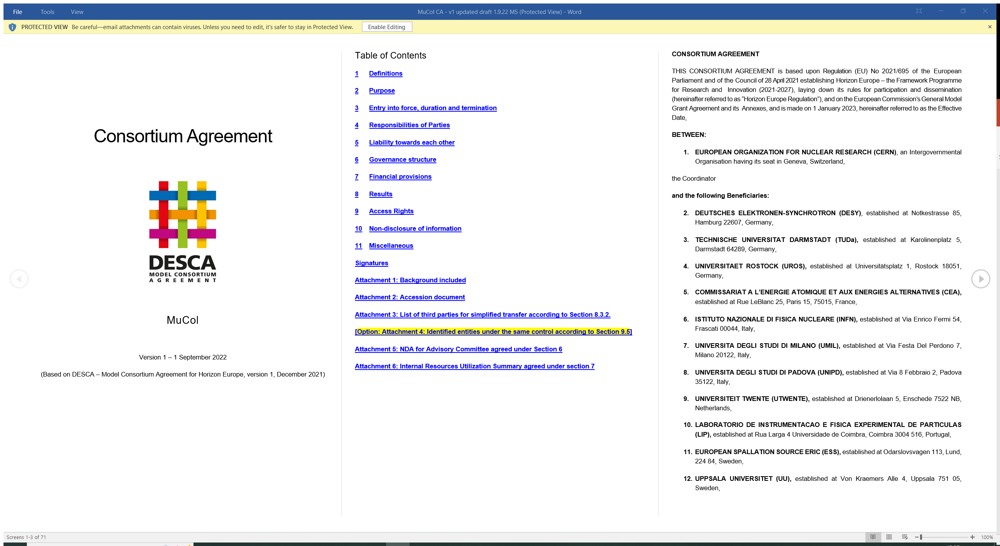 File Tools View MuCol CA - v1 updated draft 1.9.22 MS (Protected View) - Word
PROTECTED VIEW Be careful—email attachments can contain viruses. Unless you need to edit, it's safer to stay in Protected View. Enable Editing
Consortium Agreement
DESCA
MODEL CONSORTIUM
AGREEMENT
MuCol
Version 1 – 1 September 2022
(Based on DESCA – Model Consortium Agreement for Horizon Europe, version 1, December 2021)
Table of Contents
1 Definitions
2 Purpose
3 Entry into force, duration and termination
4 Responsibilities of Parties
5 Liability towards each other
6 Governance structure
7 Financial provisions
8 Results
9 Access Rights
10 Non-disclosure of information
11 Miscellaneous
Signatures
Attachment 1: Background included
Attachment 2: Accession document
Attachment 3: List of third parties for simplified transfer according to Section 8.3.2.
[Option: Attachment 4: Identified entities under the same control according to Section 9.5]
Attachment 5: NDA for Advisory Committee agreed under Section 6
Attachment 6: Internal Resources Utilization Summary agreed under section 7
CONSORTIUM AGREEMENT
THIS CONSORTIUM AGREEMENT is based upon Regulation (EU) No 2021/695 of the European
Parliament and of the Council of 28 April 2021 establishing Horizon Europe – the Framework Programme
for Research and Innovation (2021-2027), laying down its rules for participation and dissemination
(hereinafter referred to as “Horizon Europe Regulation”), and on the European Commission’s General Model
Grant Agreement and its Annexes, and is made on 1 January 2023, hereinafter referred to as the Effective
Date,
BETWEEN:
1. EUROPEAN ORGANIZATION FOR NUCLEAR RESEARCH (CERN), an Intergovernmental
Organisation having its seat in Geneva, Switzerland,
the Coordinator
and the following Beneficiaries:
2. DEUTSCHES ELEKTRONEN-SYNCHROTRON (DESY), established at Notkestrasse 85,
Hamburg 22607, Germany,
3. TECHNISCHE UNIVERSITAT DARMSTADT (TUDa), established at Karolinenplatz 5,
Darmstadt 64289, Germany,
4. UNIVERSITAET ROSTOCK (UROS), established at Universitätsplatz 1, Rostock 18051,
Germany,
5. COMMISSARIAT A L’ENERGIE ATOMIQUE ET AUX ENERGIES ALTERNATIVES (CEA),
established at Rue LeBlanc 25, Paris 15, 75015, France,
6. ISTITUTO NAZIONALE DI FISICA NUCLEARE (INFN), established at Via Enrico Fermi 54,
Frascati 00044, Italy,
7. UNIVERSITA DEGLI STUDI DI MILANO (UMIL), established at Via Festa Del Perdono 7,
Milano 20122, Italy,
8. UNIVERSITA DEGLI STUDI DI PADOVA (UNIPD), established at Via 8 Febbraio 2, Padova
35122, Italy,
9. UNIVERSITEIT TWENTE (UTWENTE), established at Drienerlolaan 5, Enschede 7522 NB,
Netherlands,
10. LABORATORIO DE INSTRUMENTACAO E FISICA EXPERIMENTAL DE PARTICULAS
(LIP), established at Rua Larga 4 Universidade de Coimbra, Coimbra 3004 516, Portugal,
11. EUROPEAN SPALLATION SOURCE ERIC (ESS), established at Odarslovsvagen 113, Lund,
224 84, Sweden,
12. UPPSALA UNIVERSITET (UU), established at Von Kraemers Alle 4, Uppsala 751 05,
Sweden,
Screens 1-3 of 71 100%